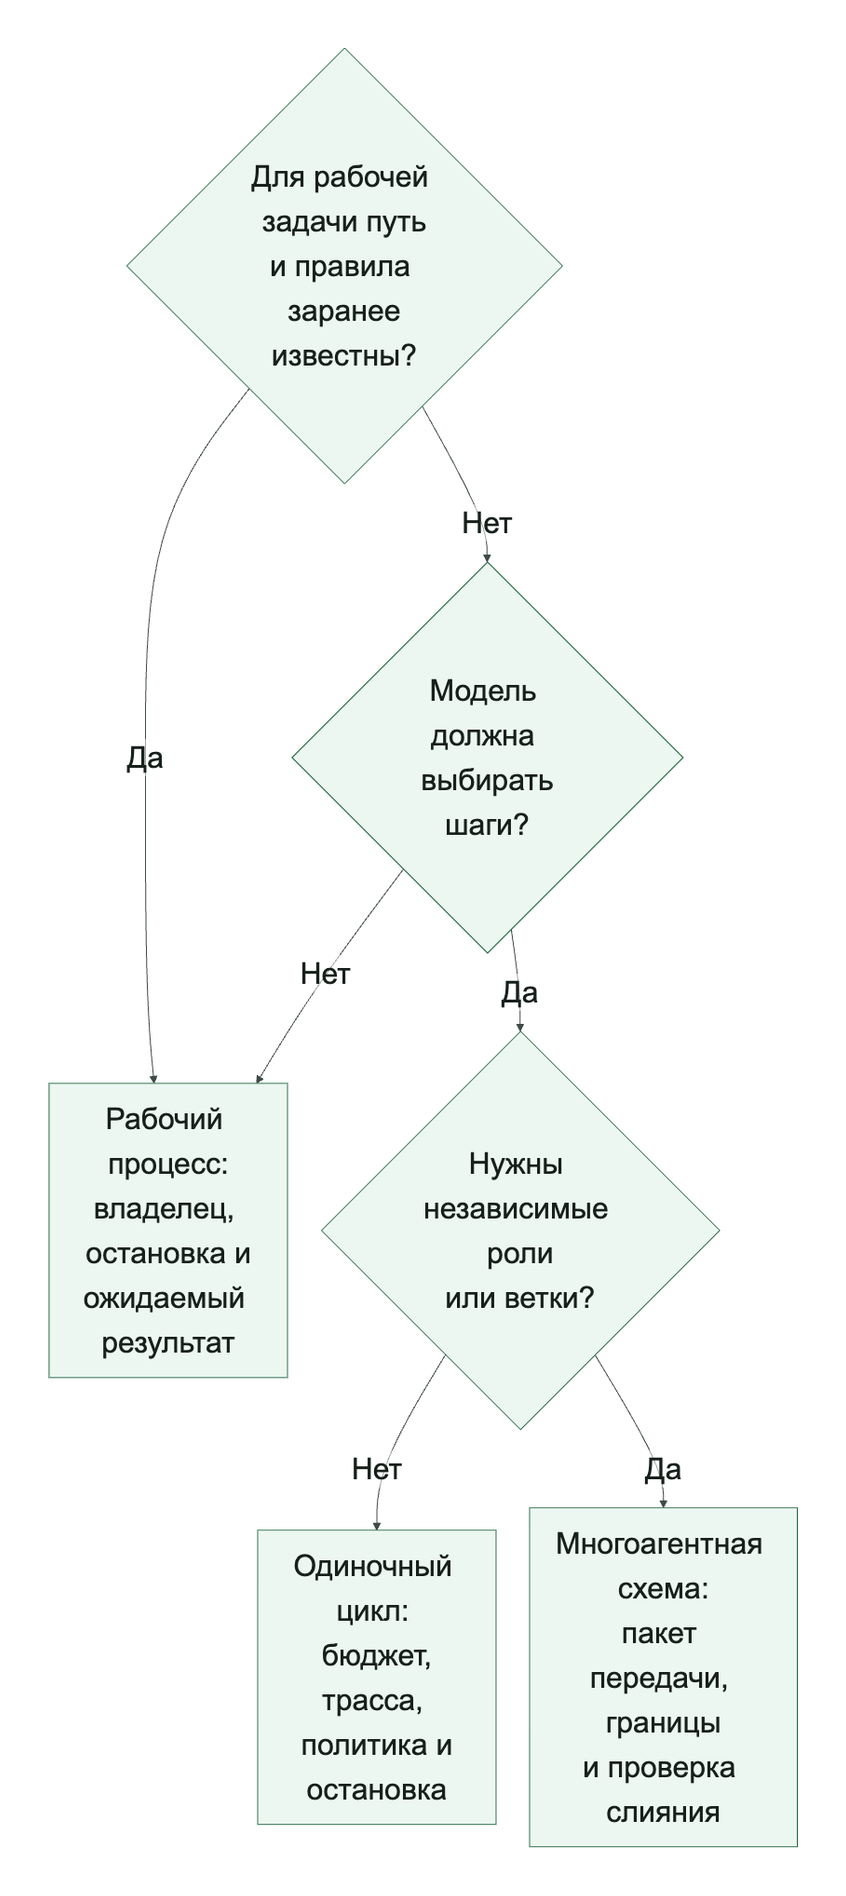 Для рабочей
задачи путь
и правила
заранее
известны?
Нет
Модель
должна
выбирать
шаги?
Да
Нет
Да
Рабочий
процесс:
владелец,
остановка и
ожидаемый
результат
Нужны
независимые
роли
или ветки?
Нет
Да
Одиночный
цикл:
бюджет,
трасса,
политика и
остановка
Многоагентная
схема:
пакет
передачи,
границы
и проверка
слияния